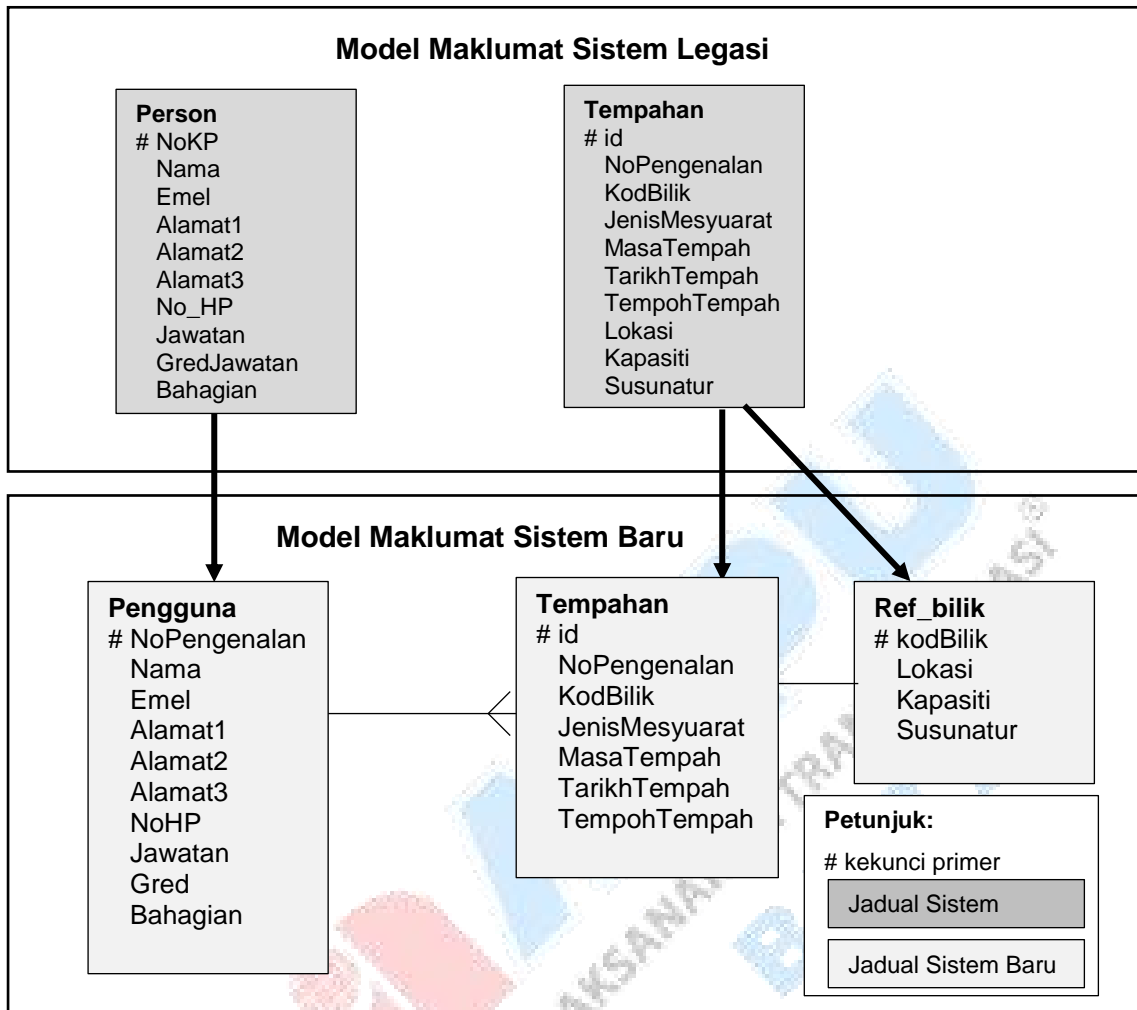 Model Maklumat Sistem Legasi
Person
# NoKP
Nama
Emel
Alamat1
Alamat2
Alamat3
No_HP
Jawatan
GredJawatan
Bahagian
Tempahan
# id
NoPengenalan
KodBilik
JenisMesyuarat
MasaTempah
TarikhTempah
TempohTempah
Lokasi
Kapasiti
Susunatur
Model Maklumat Sistem Baru
Pengguna
# NoPengenalan
Nama
Emel
Alamat1
Alamat2
Alamat3
NoHP
Jawatan
Gred
Bahagian
Tempahan
# id
NoPengenalan
KodBilik
JenisMesyuarat
MasaTempah
TarikhTempah
TempohTempah
Ref_bilik
# kodBilik
Lokasi
Kapasiti
Susunatur
Petunjuk:
# kekunci primer
Jadual Sistem
Jadual Sistem Baru